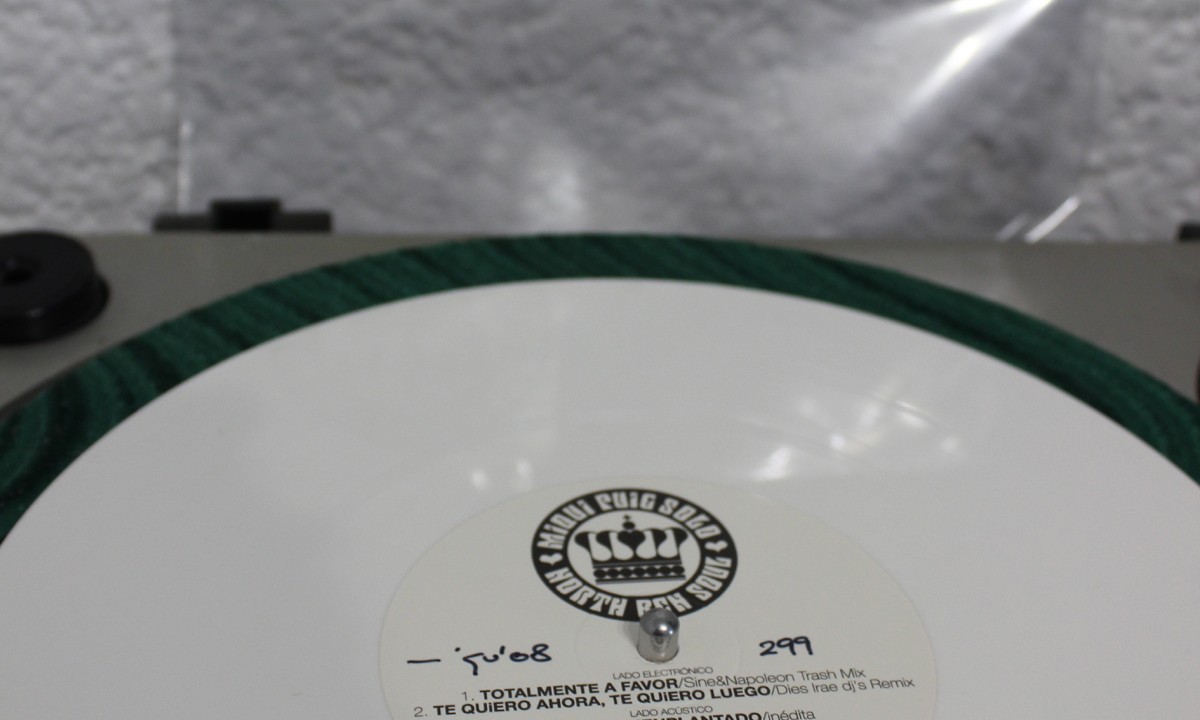 MiQUi PUiG SOLO
NORTH BCN SOUL
'08 299
LADO ELECTRÓNICO
1. TOTALMENTE A FAVOR/Sine&Napoleon Trash Mix
2. TE QUiERO AHORA, TE QUiERO LUEGO/Dies Irae dj's Remix
LADO ACÚSTICO
/inédita